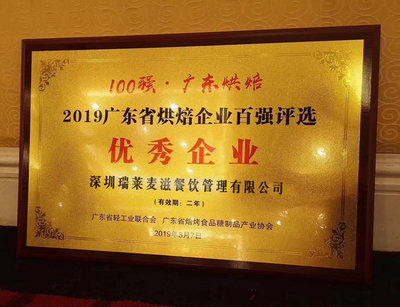 100强·广东烘焙
2019广东省烘焙企业百强评选
优秀企业
深圳瑞莱麦滋餐饮管理有限公司
(有效期:二年)
广东省轻工业联合会 广东省焙烤食品糖制品产业协会
2019年8月7日